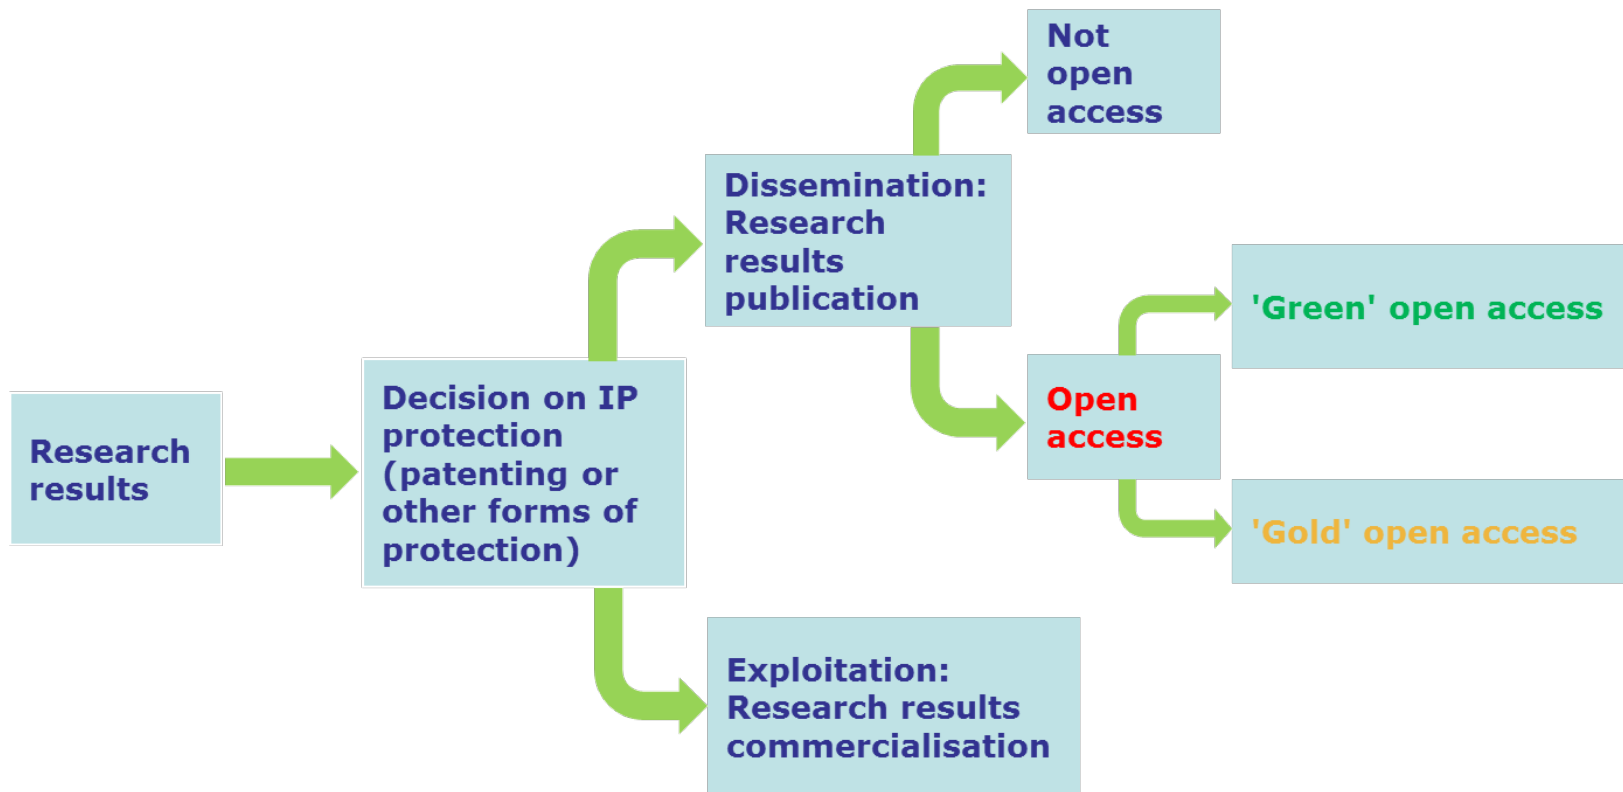 Research
results
Decision on IP
protection
(patenting or
other forms of
protection)
Dissemination:
Research
results
publication
Not
open
access
Open
access
'Green' open access
'Gold' open access
Exploitation:
Research results
commercialisation